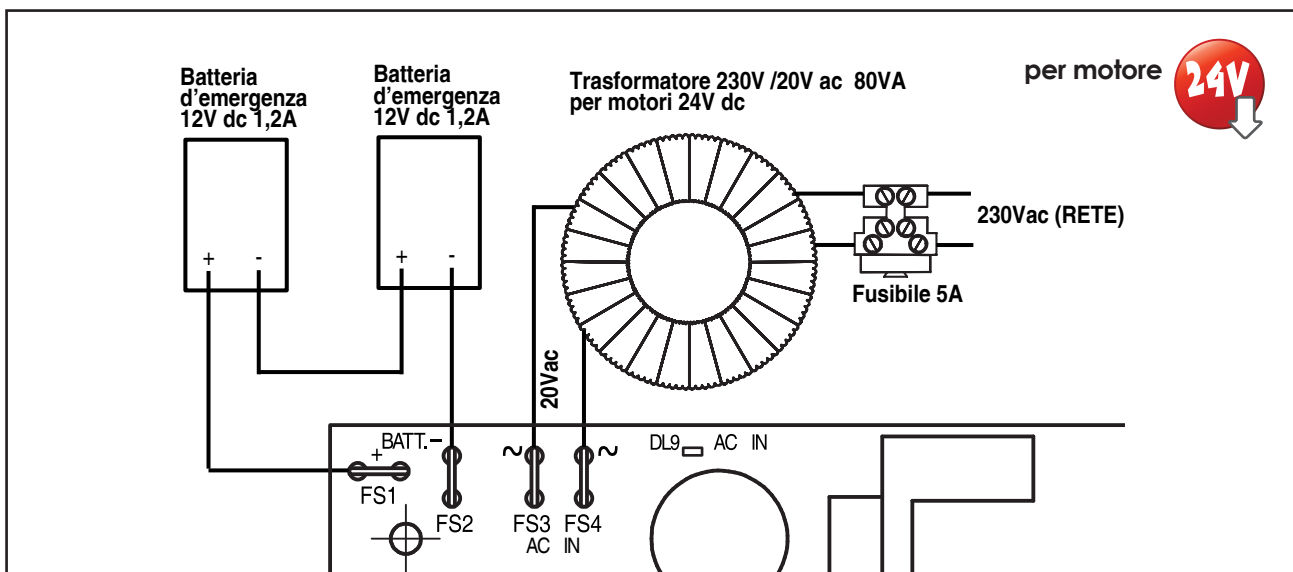 Batteria
d'emergenza
12V dc 1,2A
Batteria
d'emergenza
12V dc 1,2A
Trasformatore 230V /20V ac 80VA
per motori 24V dc
per motore 24V
230Vac (RETE)
Fusibile 5A
+ -
+ -
20Vac
BATT.-
+
FS1
FS2
~ ~
FS3 FS4
AC IN
DL9 AC IN